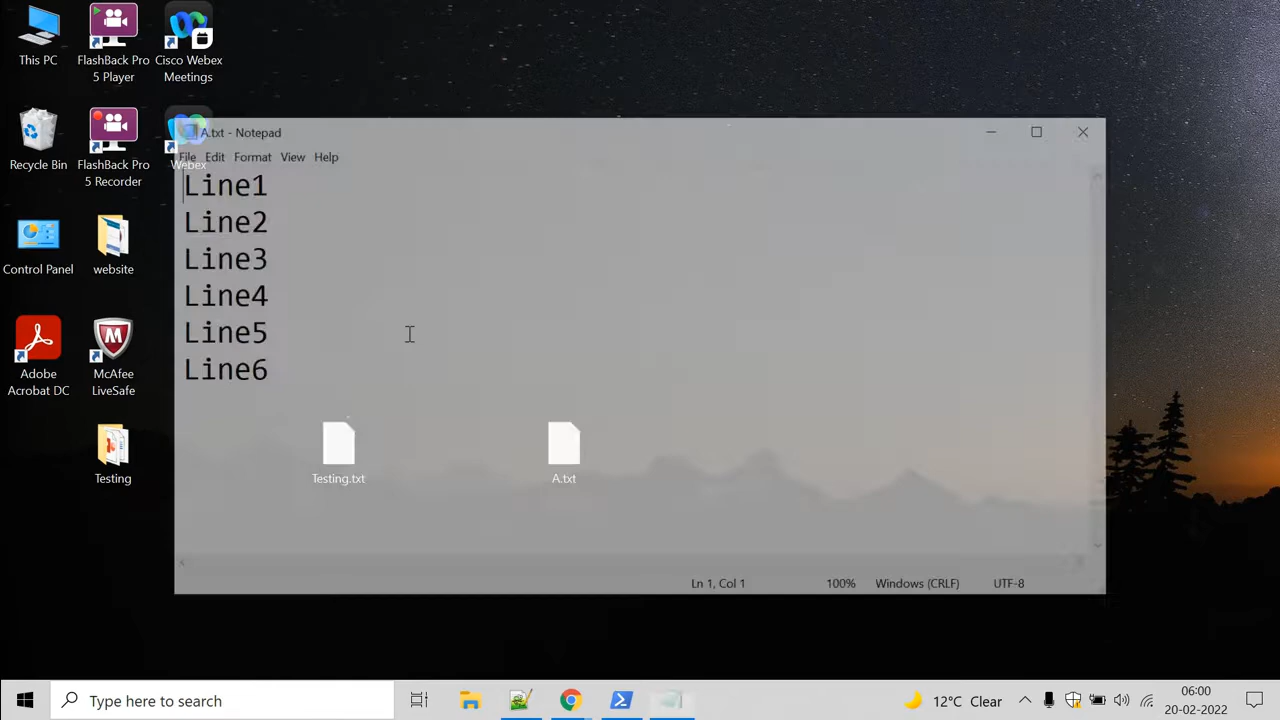 This PC
FlashBack Pro
5 Player
Cisco Webex
Meetings
Recycle Bin
FlashBack Pro
5 Recorder
Webex
Control Panel
website
Adobe
Acrobat DC
McAfee
LiveSafe
Testing
A.txt - Notepad
File Edit Format View Help
Line1
Line2
Line3
Line4
Line5
Line6
Testing.txt
A.txt
Ln 1, Col 1 100% Windows (CRLF) UTF-8
Type here to search
12°C Clear
06:00
20-02-2022